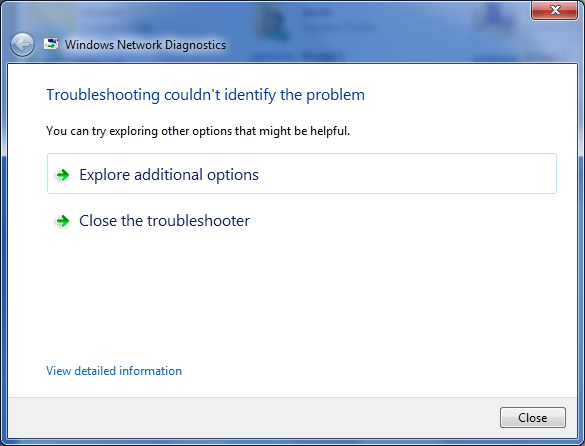 Windows Network Diagnostics
Troubleshooting couldn't identify the problem
You can try exploring other options that might be helpful.
Explore additional options
Close the troubleshooter
View detailed information
Close